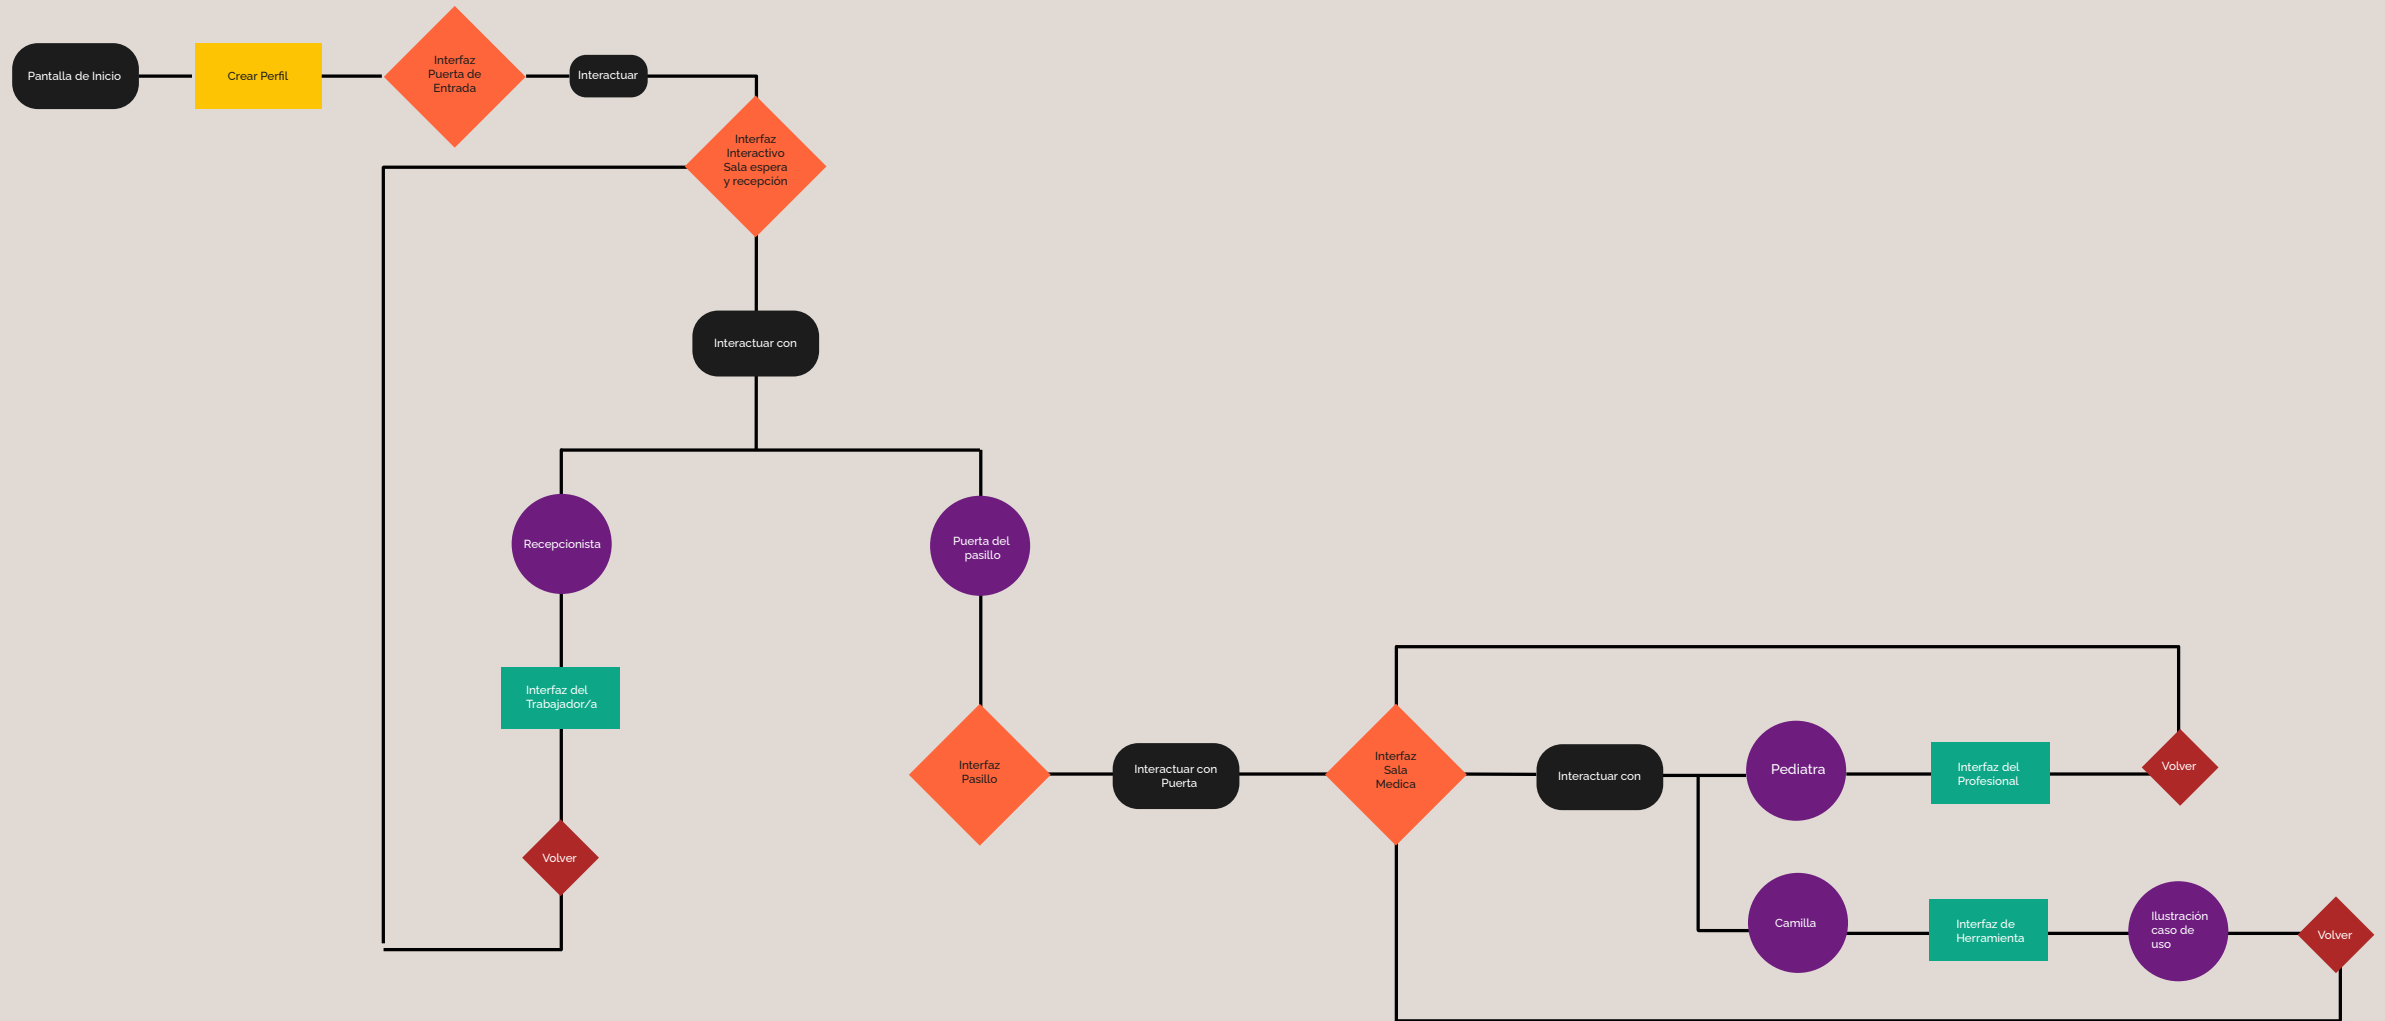 Pantalla de Inicio
Crear Perfil
Interfaz
Puerta de
Entrada
Interactuar
Interfaz
Interactivo
Sala espera
y recepción
Interactuar con
Recepcionista
Puerta del
pasillo
Interfaz del
Trabajador/a
Volver
Interfaz
Pasillo
Interactuar con
Puerta
Interfaz
Sala
Medica
Interactuar con
Pediatra
Interfaz del
Profesional
Volver
Camilla
Interfaz de
Herramienta
Ilustración
caso de
uso
Volver